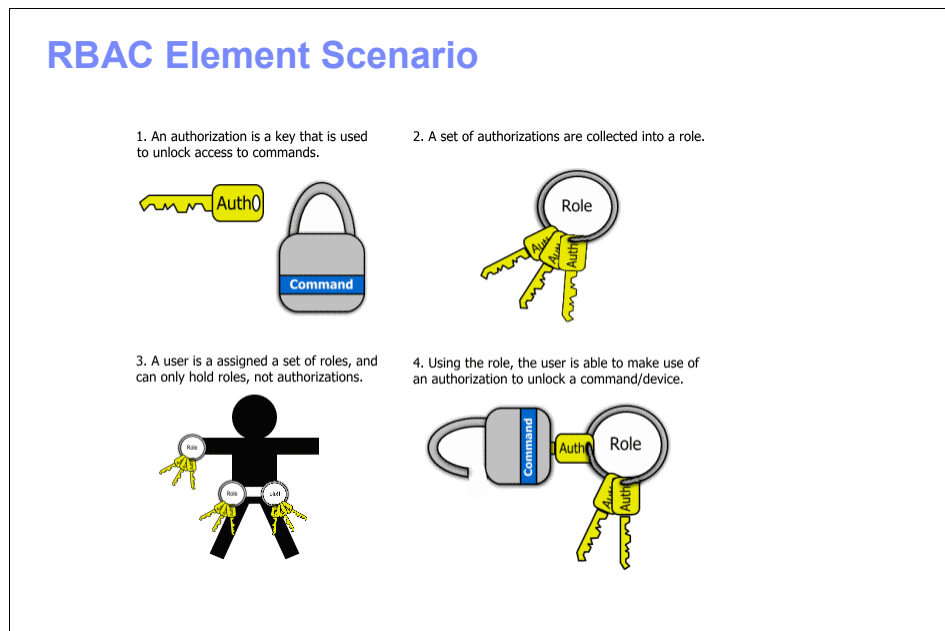 RBAC Element Scenario
1. An authorization is a key that is used
to unlock access to commands.
Auth
Command
2. A set of authorizations are collected into a role.
Role
Auth
3. A user is a assigned a set of roles, and
can only hold roles, not authorizations.
Role
Role
4. Using the role, the user is able to make use of
an authorization to unlock a command/device.
Command
Auth
Role
Auth